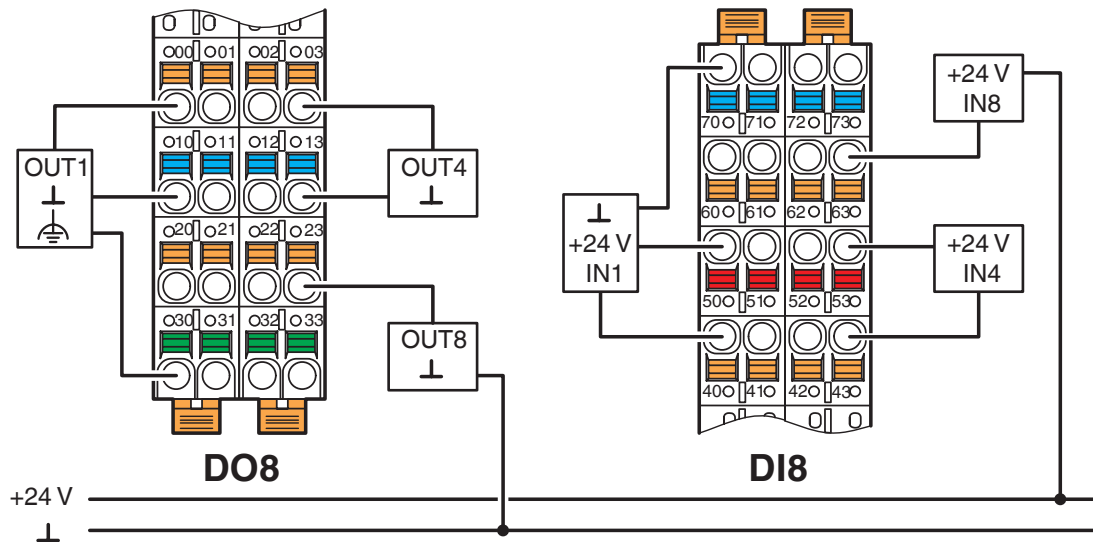 00 01 02 03
OUT1
10 11 12 13
OUT4
20 21 22 23
30 31 32 33
OUT8
DO8
+24 V
IN8
70 71 72 73
60 61 62 63
+24 V
IN1
+24 V
IN4
50 51 52 53
40 41 42 43
DI8
+24 V